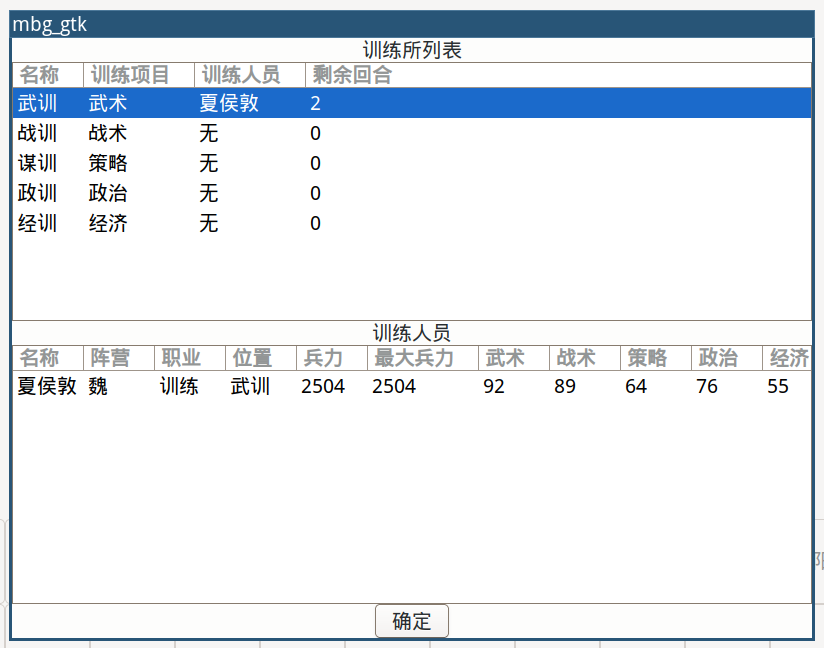 mbg_gtk
训练所列表
名称 训练项目 训练人员 剩余回合
武训 武术 夏侯敦 2
战训 战术 无 0
谋训 策略 无 0
政训 政治 无 0
经训 经济 无 0
训练人员
名称 阵营 职业 位置 兵力 最大兵力 武术 战术 策略 政治 经济
夏侯敦 魏 训练 武训 2504 2504 92 89 64 76 55
确定